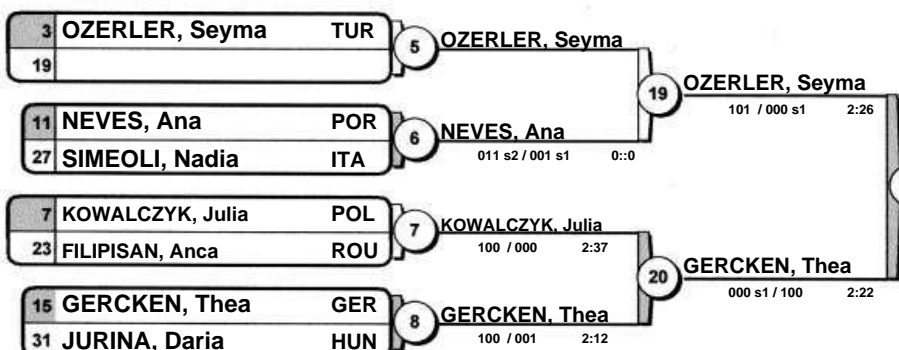 3 OZERLER, Seyma TUR
19
5
OZERLER, Seyma
19
OZERLER, Seyma
101 / 000 s1 2:26
11 NEVES, Ana POR
27 SIMEOLI, Nadia ITA
6
NEVES, Ana
011 s2 / 001 s1 0::0
7 KOWALCZYK, Julia POL
23 FILIPISAN, Anca ROU
7
KOWALCZYK, Julia
100 / 000 2:37
20
GERCKEN, Thea
000 s1 / 100 2:22
15 GERCKEN, Thea GER
31 JURINA, Daria HUN
8
GERCKEN, Thea
100 / 001 2:12